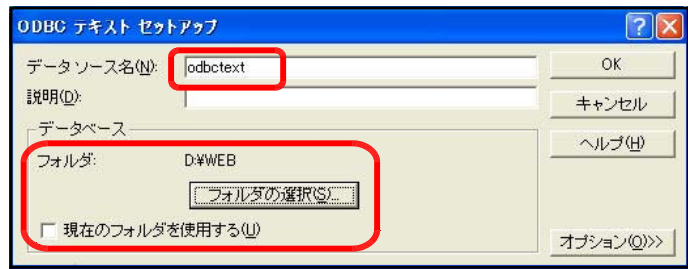 ODBC テキスト セットアップ
データ ソース名(N): odbctext
OK
説明(D):
キャンセル
データベース
ヘルプ(H)
フォルダ: D:¥WEB
フォルダの選択(S)...
現在のフォルダを使用する(U)
オプション(O)>>